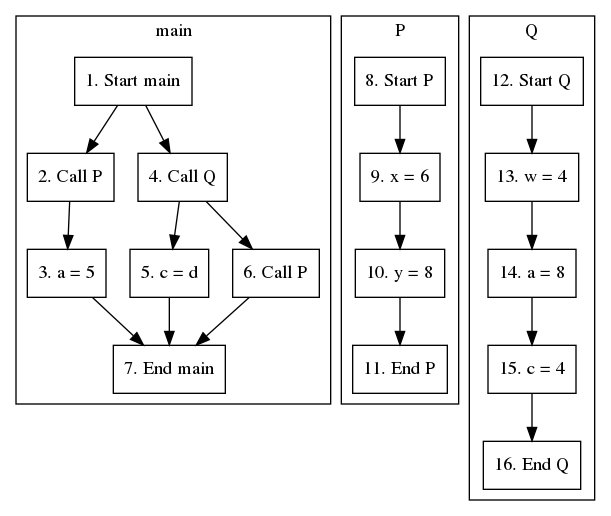 main
1. Start main
2. Call P
4. Call Q
3. a = 5
5. c = d
6. Call P
7. End main
P
8. Start P
9. x = 6
10. y = 8
11. End P
Q
12. Start Q
13. w = 4
14. a = 8
15. c = 4
16. End Q